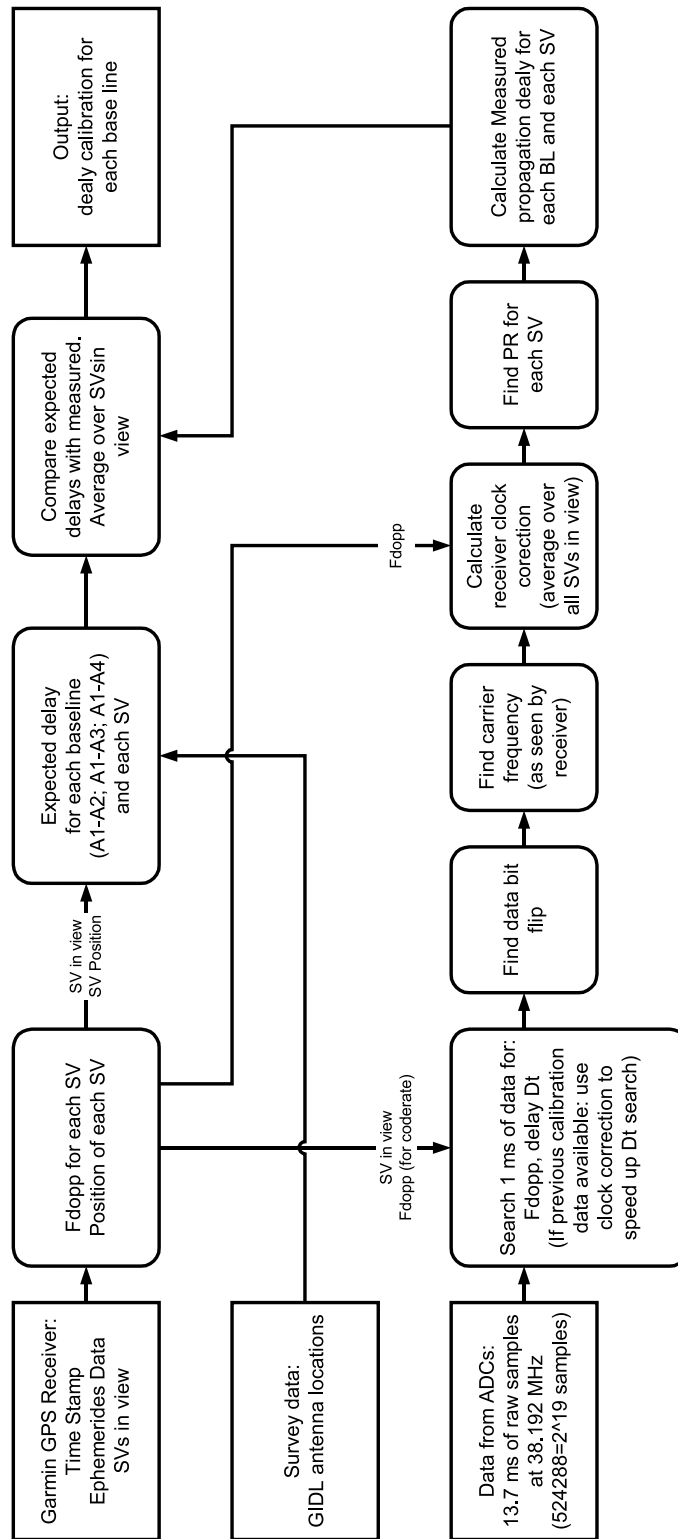 Garmin GPS Receiver:
Time Stamp
Ephemerides Data
SVs in view
Fdopp for each SV
Position of each SV
SV in view
SV Position
Expected delay
for each baseline
(A1-A2; A1-A3; A1-A4)
and each SV
Compare expected
delays with measured.
Average over SVsin
view
Output:
dealy calibration for
each base line
Survey data:
GIDL antenna locations
SV in view
Fdopp (for coderate)
Fdopp
Data from ADCs:
13.7 ms of raw samples
at 38.192 MHz
(524288=2^19 samples)
Search 1 ms of data for:
Fdopp, delay Dt
(If previous calibration
data available: use
clock correction to
speed up Dt search)
Find data bit
flip
Find carrier
frequency
(as seen by
receiver)
Calculate
receiver clock
corection
(average over
all SVs in view)
Find PR for
each SV
Calculate Measured
propagation dealy for
each BL and each SV